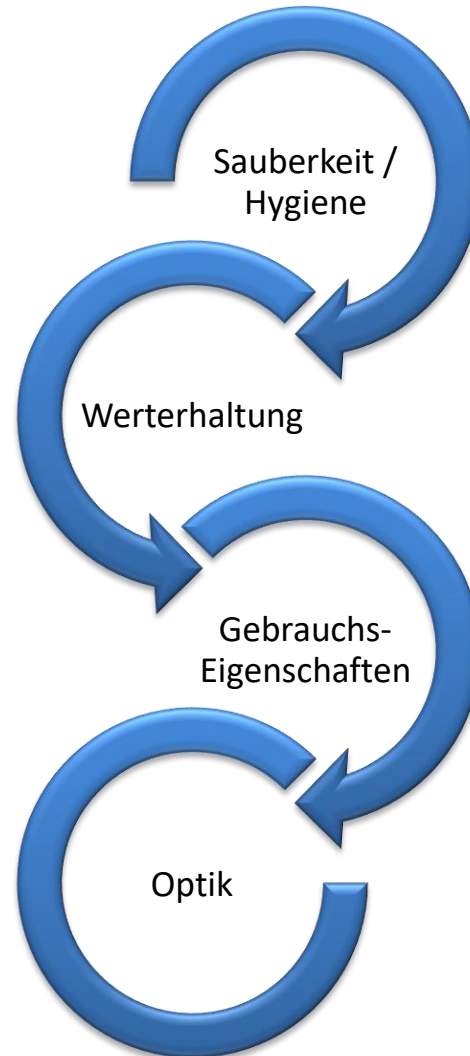 Sauberkeit /
Hygiene
Werterhaltung
Gebrauchs-
Eigenschaften
Optik